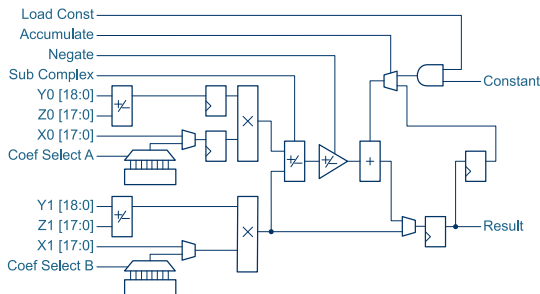 Load Const
Accumulate
Negate
Sub Complex
Y0 [18:0]
Z0 [17:0]
X0 [17:0]
Coef Select A
Y1 [18:0]
Z1 [17:0]
X1 [17:0]
Coef Select B
+/-
+/-
×
×
+/-
+/-
+
Constant
Result